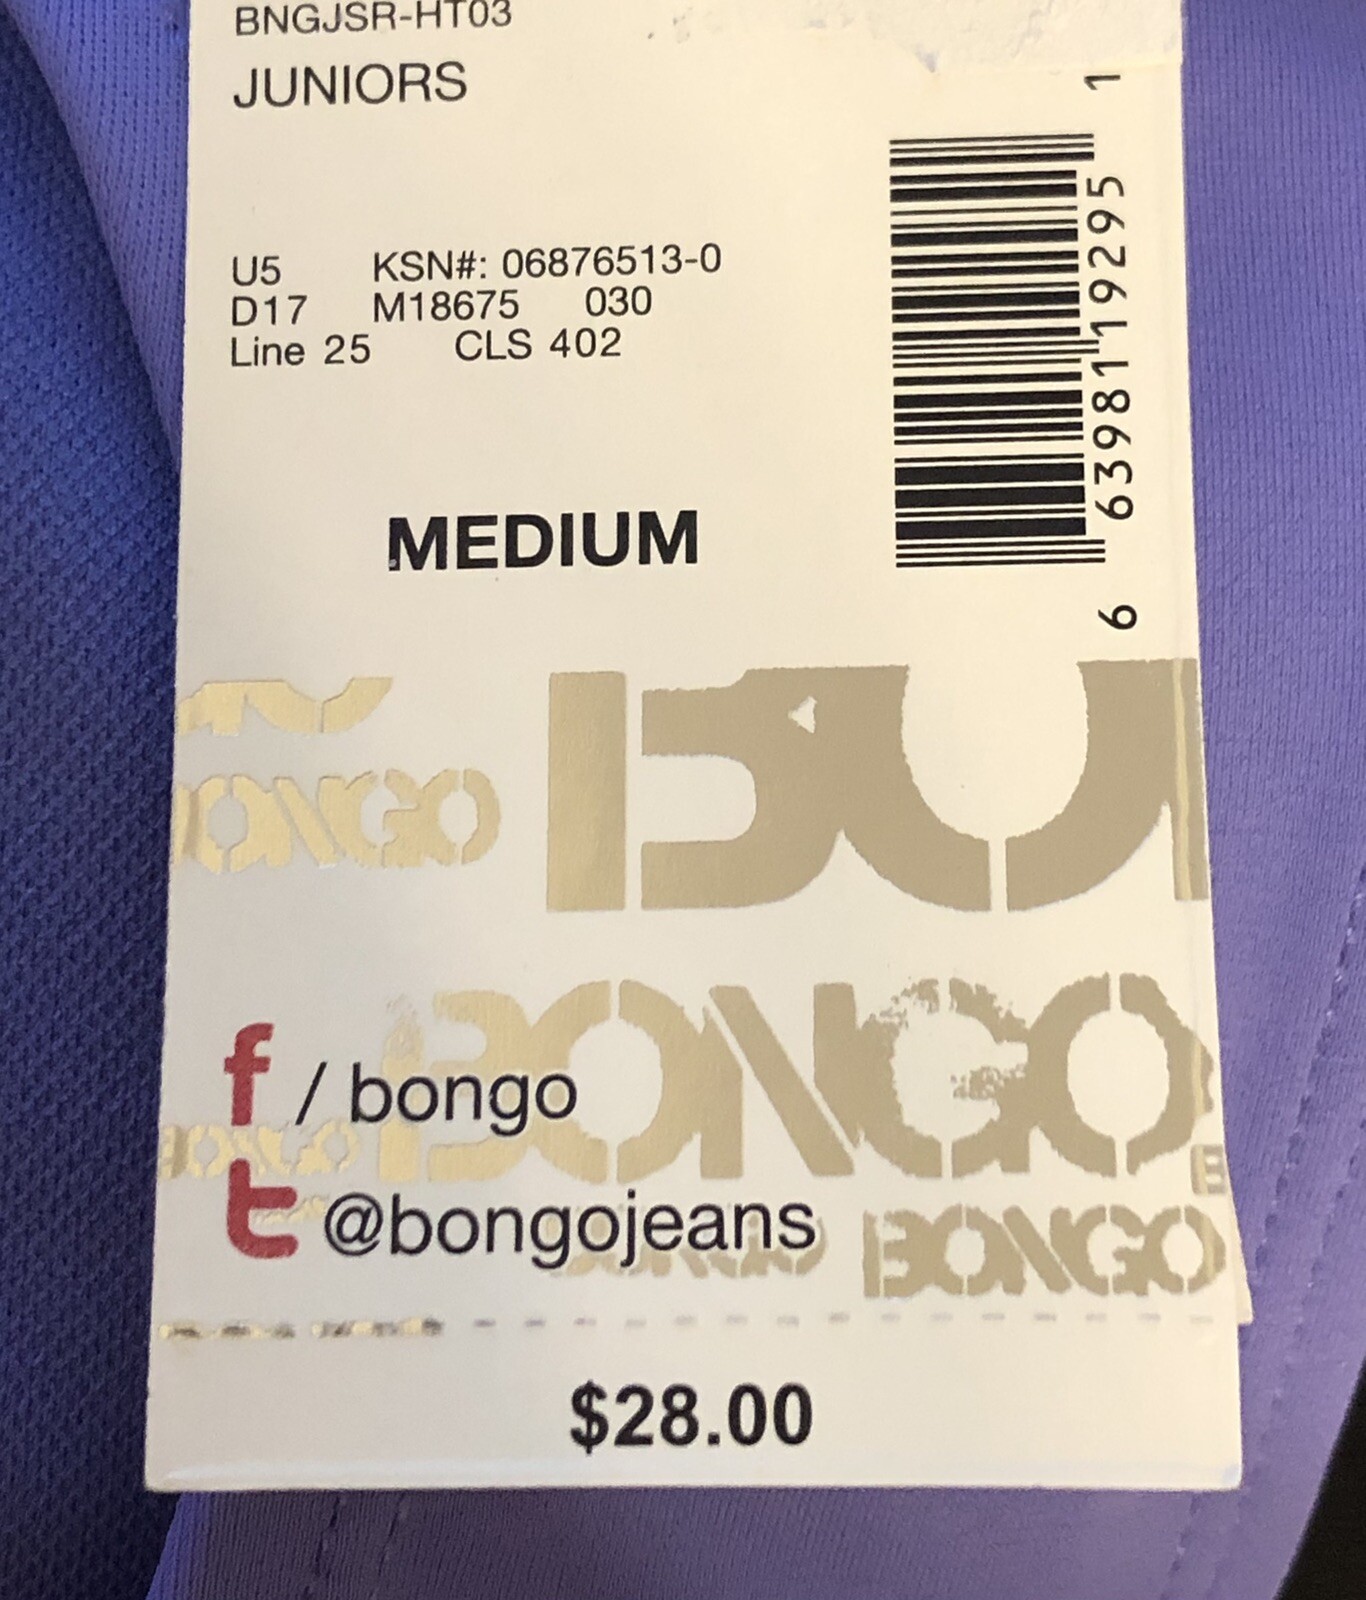 BNGJSR-HT03
JUNIORS
U5 KSN#: 06876513-0
D17 M18675 030
Line 25 CLS 402
6 63981 19295 1
MEDIUM
BONGO
BONGO
f / bongo
BONGO
t @bongojeans
BONGO
$28.00